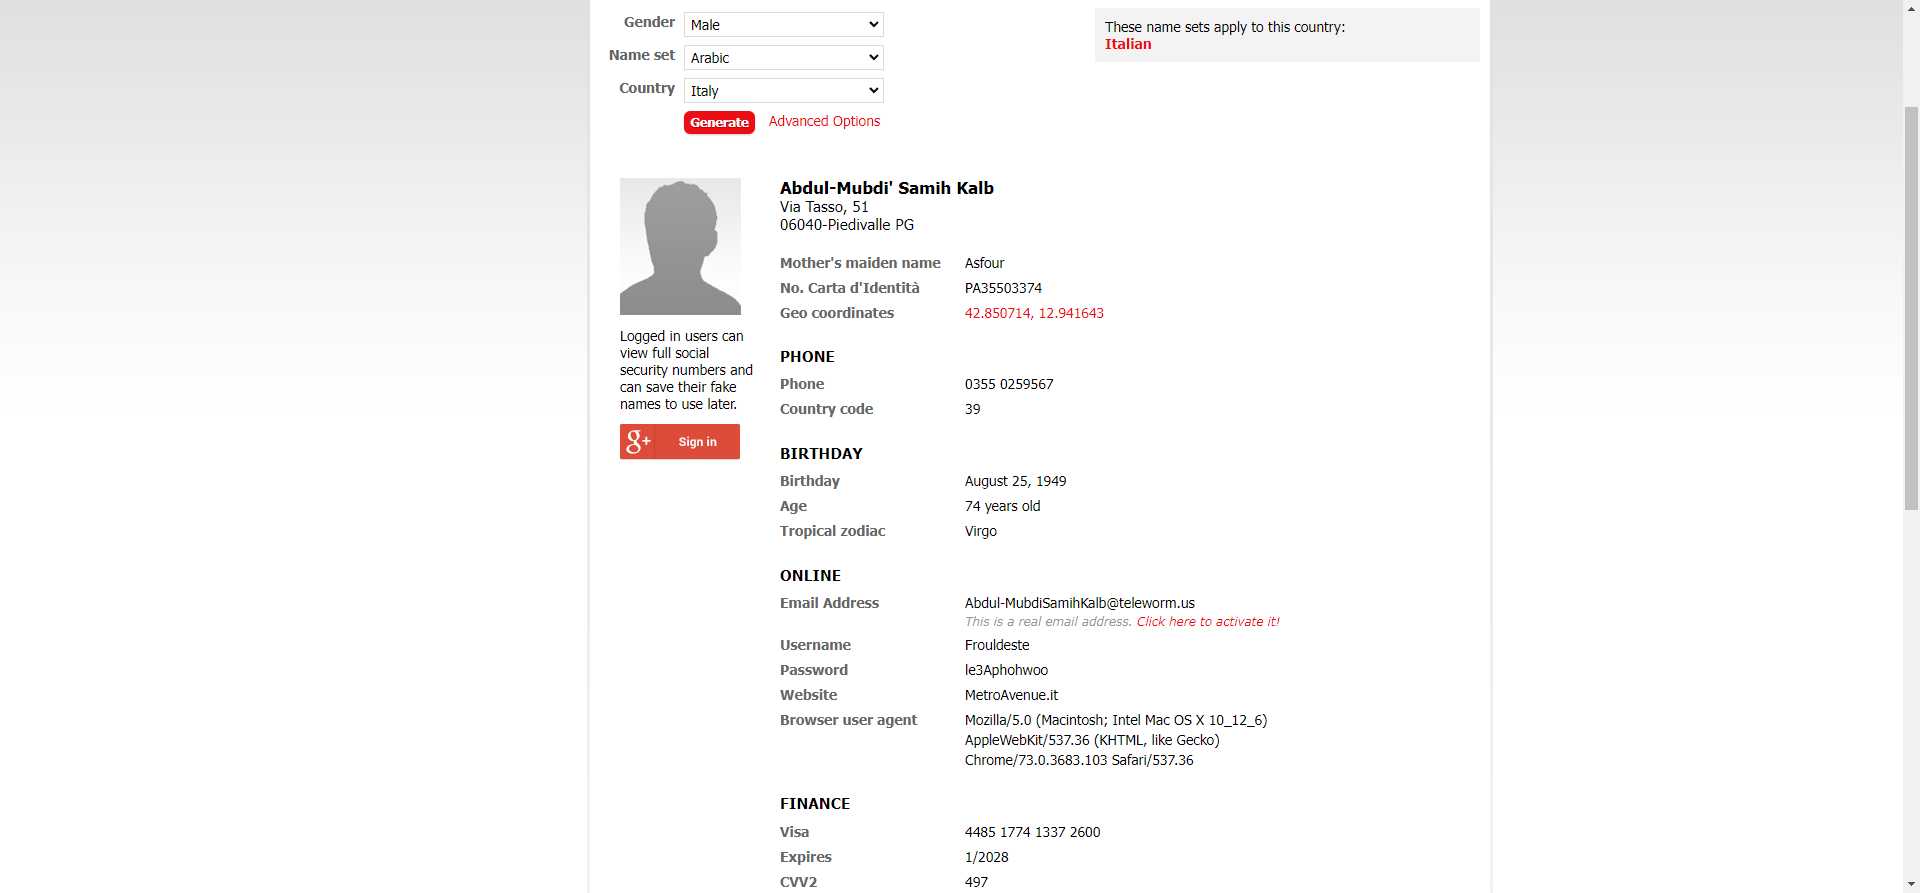 Gender Male
Name set Arabic
Country Italy
Generate Advanced Options
These name sets apply to this country:
Italian
Abdul-Mubdi' Samih Kalb
Via Tasso, 51
06040-Piedivalle PG
Logged in users can
view full social
security numbers and
can save their fake
names to use later.
g+ Sign in
Mother's maiden name Asfour
No. Carta d'Identità PA35503374
Geo coordinates 42.850714, 12.941643
PHONE
Phone 0355 0259567
Country code 39
BIRTHDAY
Birthday August 25, 1949
Age 74 years old
Tropical zodiac Virgo
ONLINE
Email Address Abdul-MubdiSamihKalb@teleworm.us
This is a real email address. Click here to activate it!
Username Frouldeste
Password le3Aphohwoo
Website MetroAvenue.it
Browser user agent Mozilla/5.0 (Macintosh; Intel Mac OS X 10_12_6)
AppleWebKit/537.36 (KHTML, like Gecko)
Chrome/73.0.3683.103 Safari/537.36
FINANCE
Visa 4485 1774 1337 2600
Expires 1/2028
CVV2 497